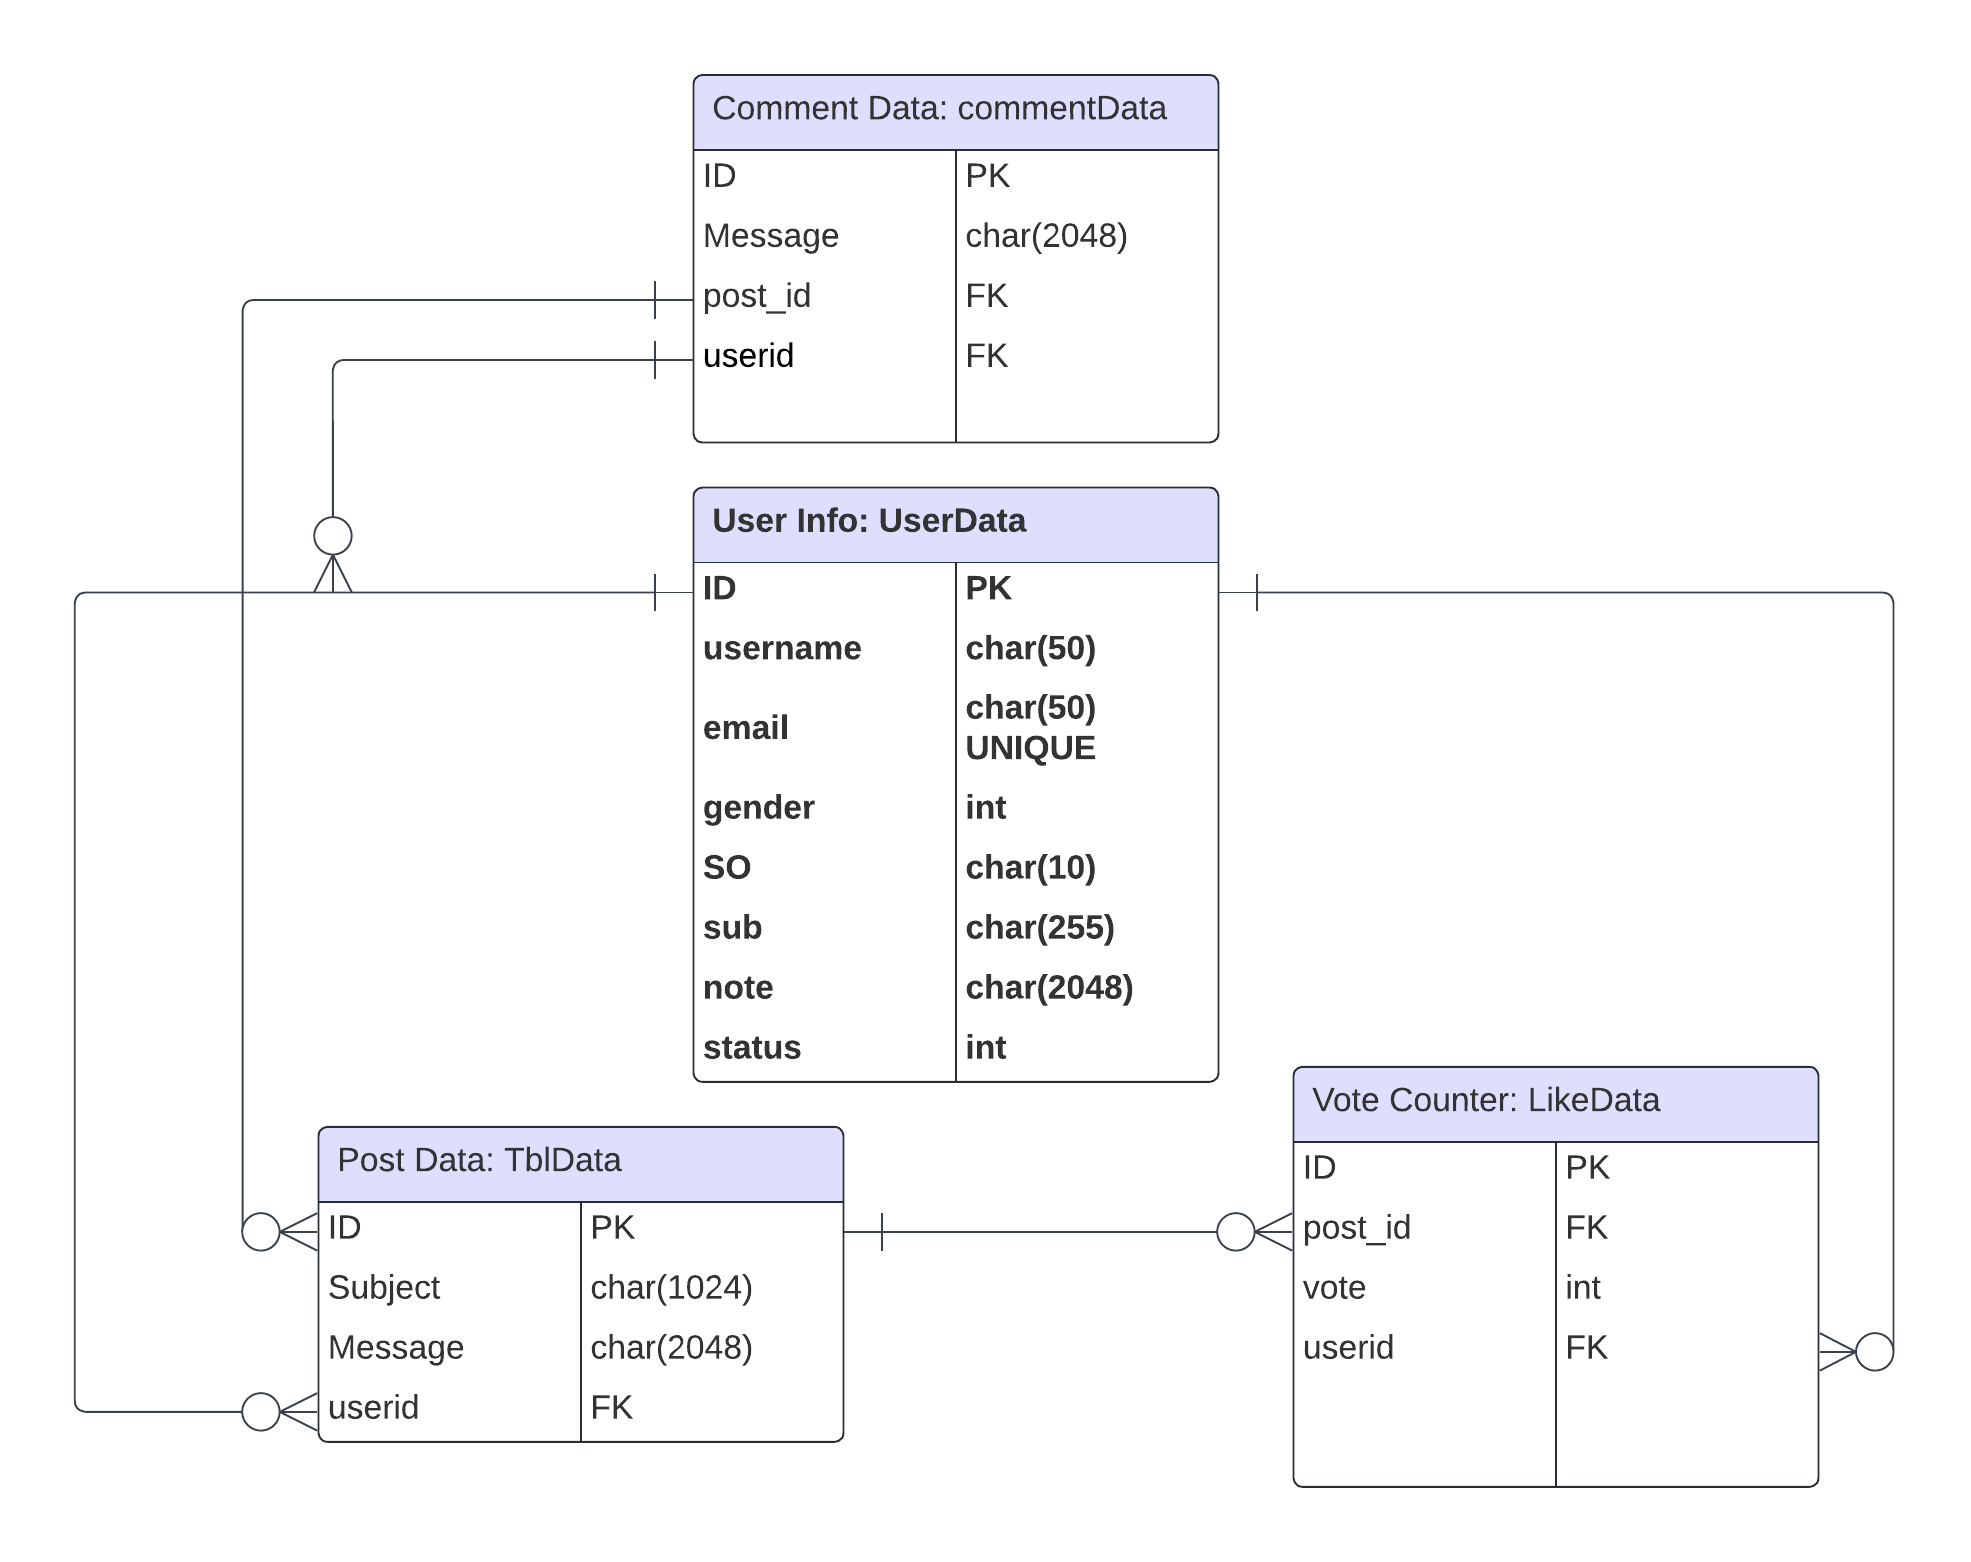 Comment Data: commentData
ID PK
Message char(2048)
post_id FK
userid FK
User Info: UserData
ID PK
username char(50)
email char(50)
UNIQUE
gender int
SO char(10)
sub char(255)
note char(2048)
status int
Post Data: TblData
ID PK
Subject char(1024)
Message char(2048)
userid FK
Vote Counter: LikeData
ID PK
post_id FK
vote int
userid FK